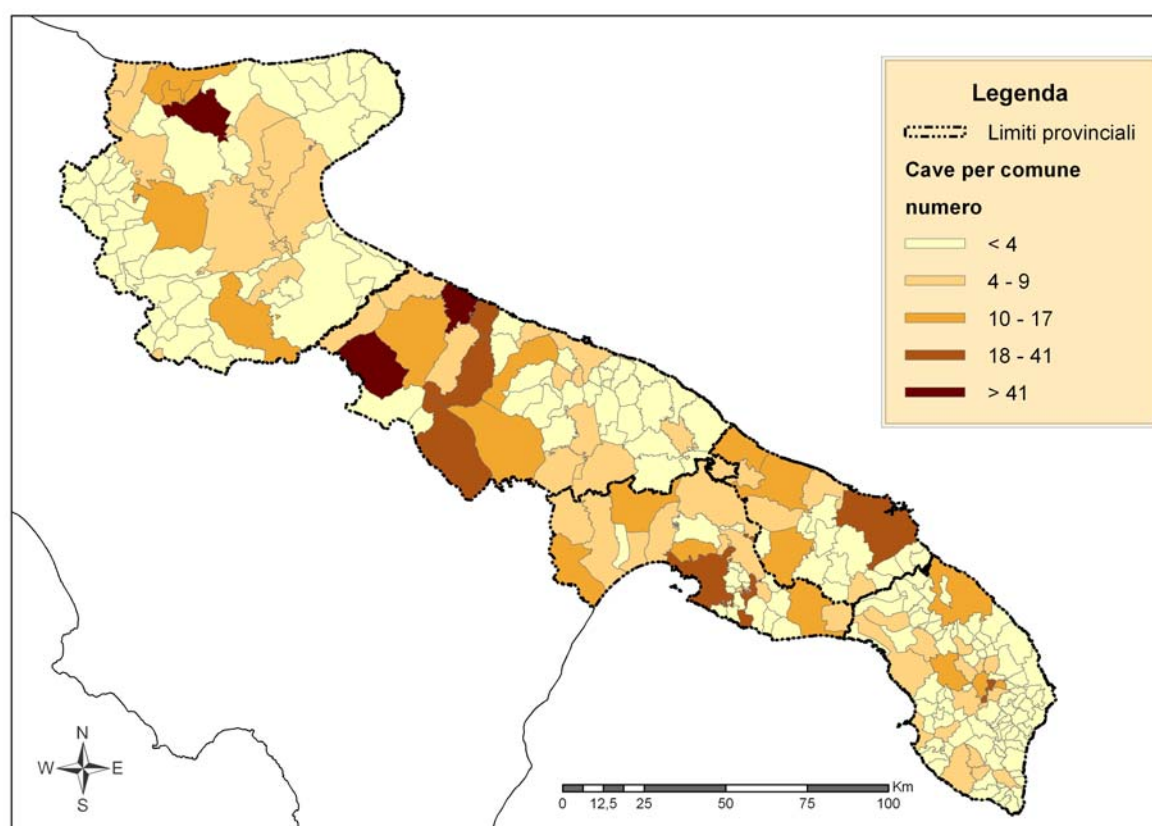 Legenda
Limiti provinciali
Cave per comune
numero
< 4
4 - 9
10 - 17
18 - 41
> 41
N
W E
S
Km
0 12,5 25 50 75 100